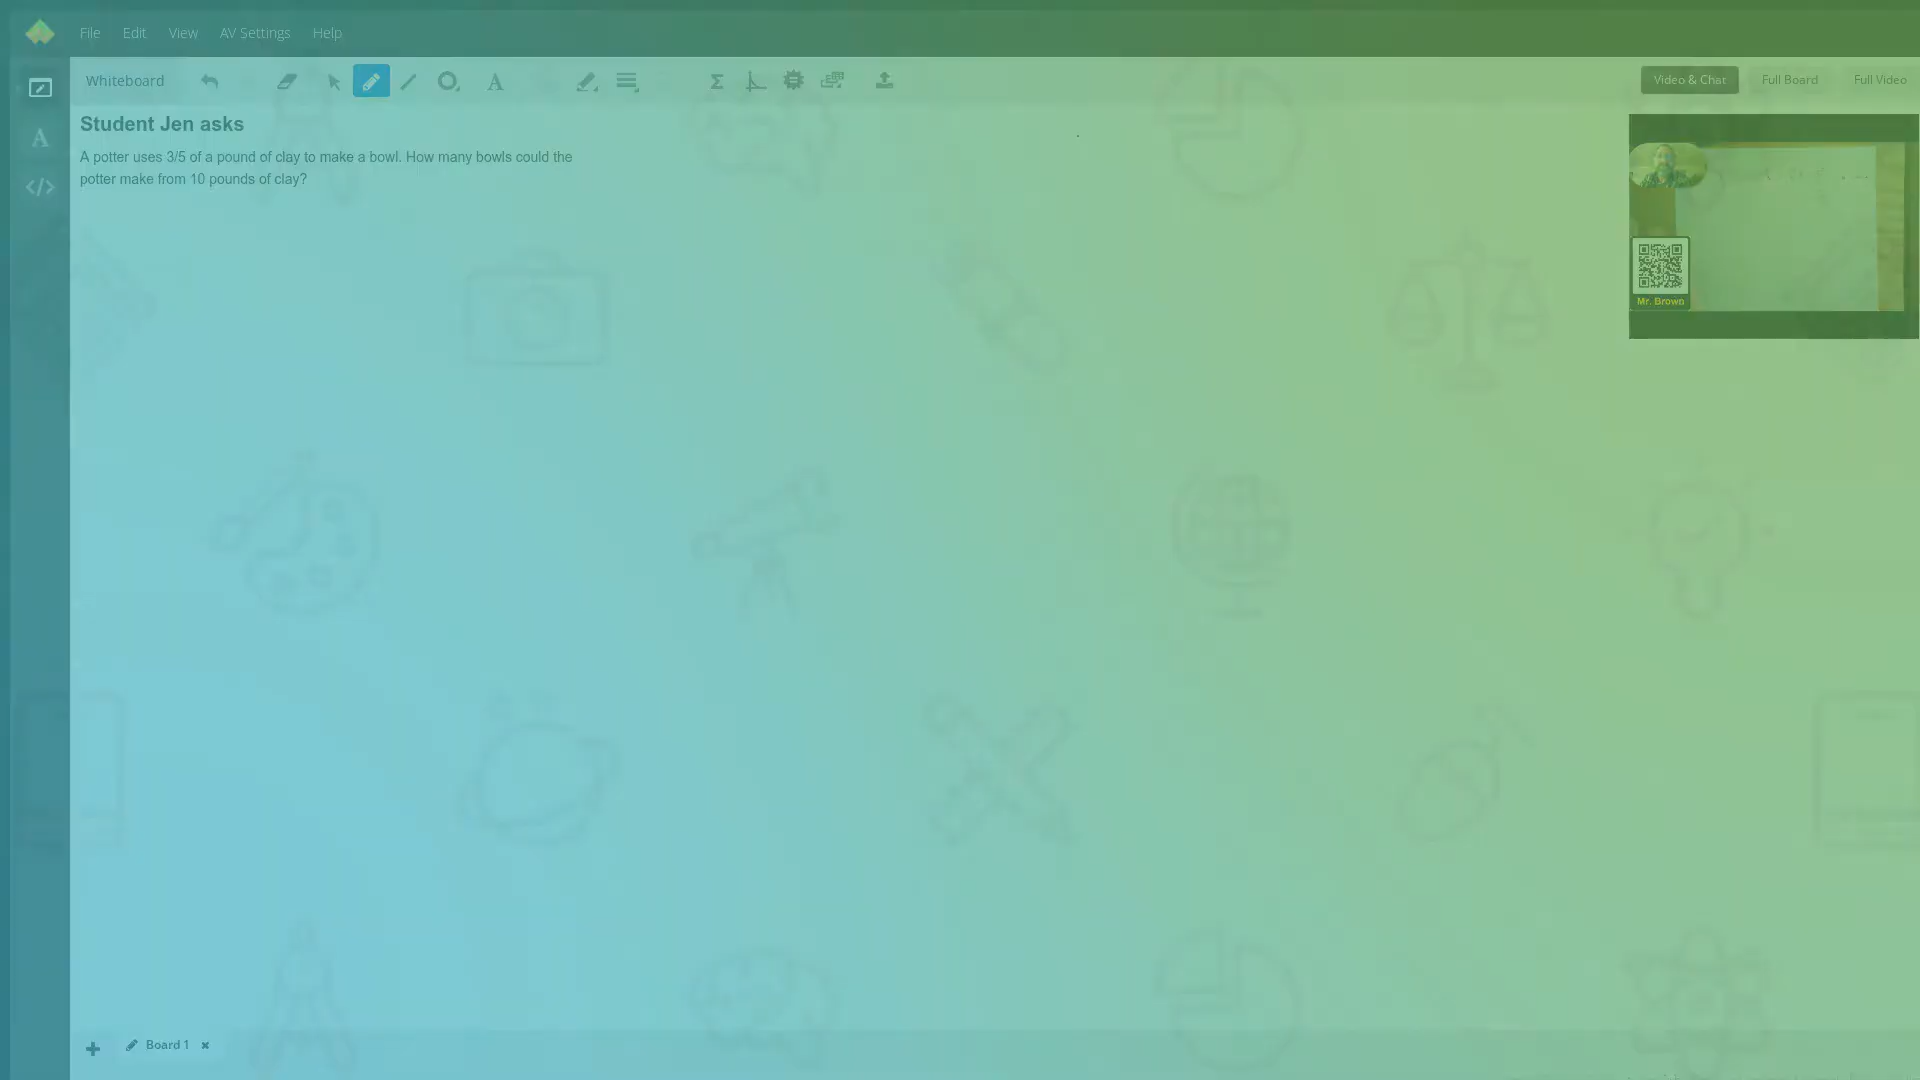 File Edit View AV Settings Help
Whiteboard A A Video & Chat Full Board Full Video
Student Jen asks
A potter uses 3/5 of a pound of clay to make a bowl. How many bowls could the
potter make from 10 pounds of clay?
Mr. Brown
Board 1